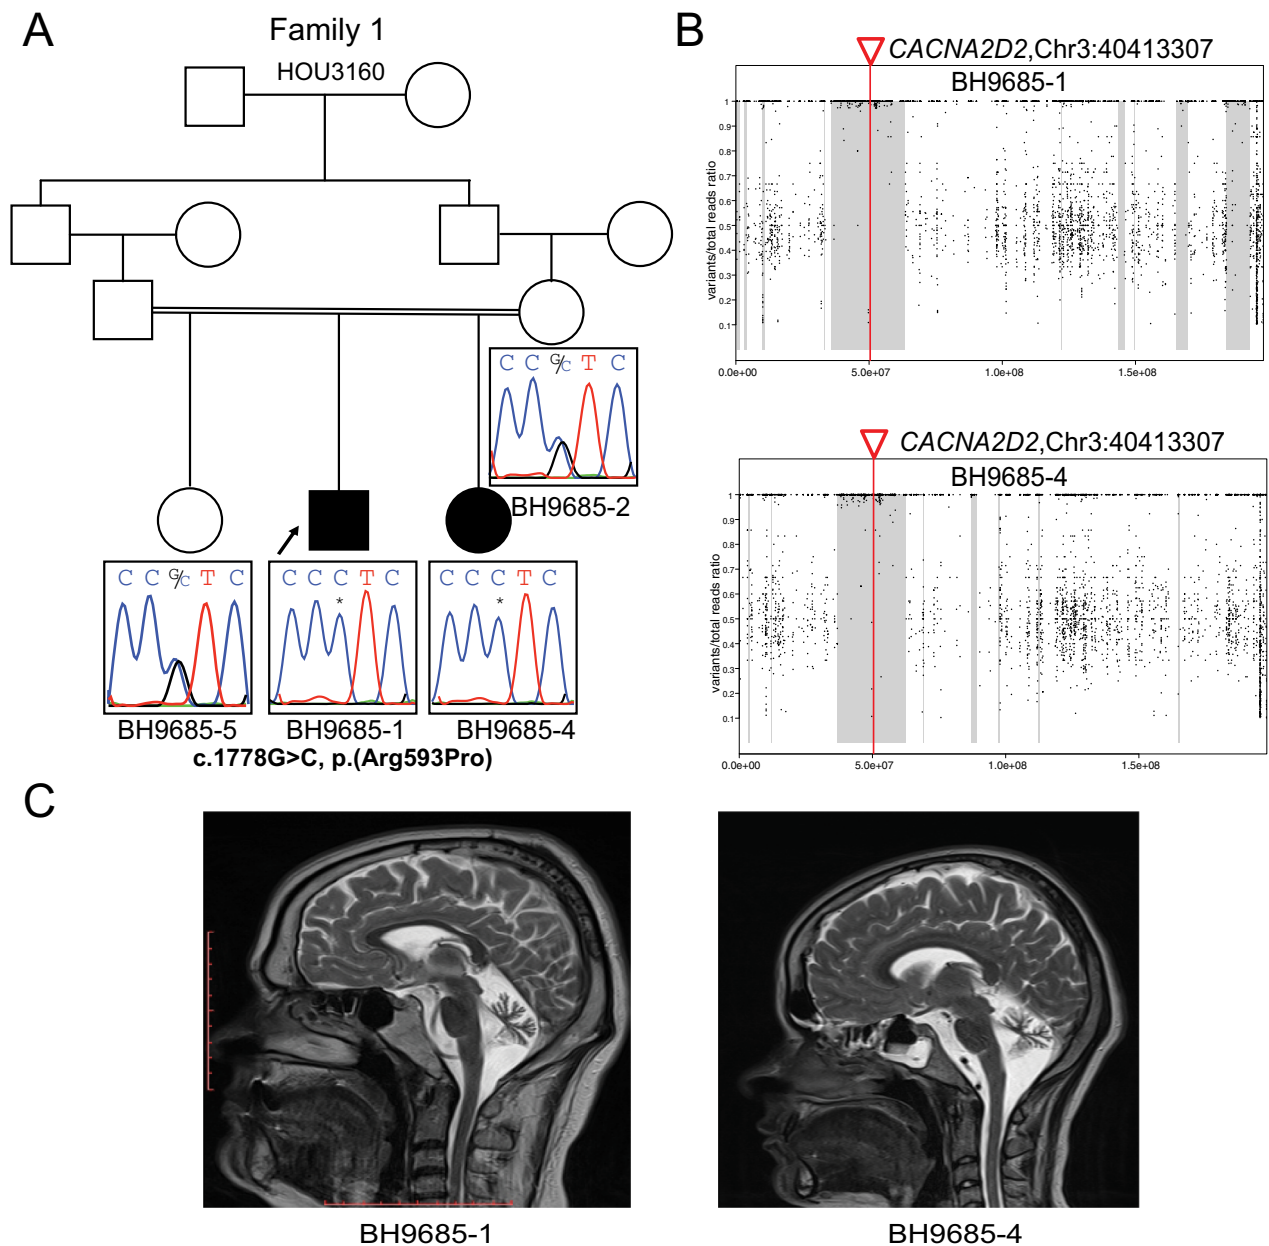 A
Family 1
HOU3160
C C G/C T C
BH9685-2
C C G/C T C
C C C T C
*
C C C T C
*
BH9685-5
BH9685-1
BH9685-4
c.1778G>C, p.(Arg593Pro)
B
CACNA2D2,Chr3:40413307
BH9685-1
variants/total reads ratio
1
0.9
0.8
0.7
0.6
0.5
0.4
0.3
0.2
0.1
0.0e+00 5.0e+07 1.0e+08 1.5e+08
CACNA2D2,Chr3:40413307
BH9685-4
variants/total reads ratio
1
0.9
0.8
0.7
0.6
0.5
0.4
0.3
0.2
0.1
0.0e+00 5.0e+07 1.0e+08 1.5e+08
C
BH9685-1
BH9685-4